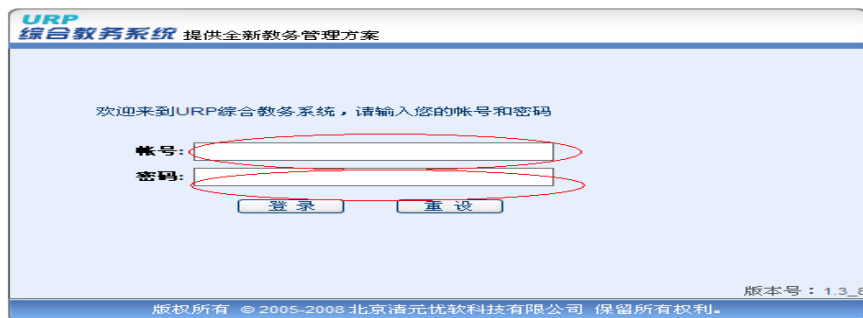 URP
综合教务系统 提供全新教务管理方案
欢迎来到URP综合教务系统，请输入您的帐号和密码
帐号:
密码:
登 录 重 设
版本号：1.3_8
版权所有 © 2005-2008 北京清元优软科技有限公司 保留所有权利。